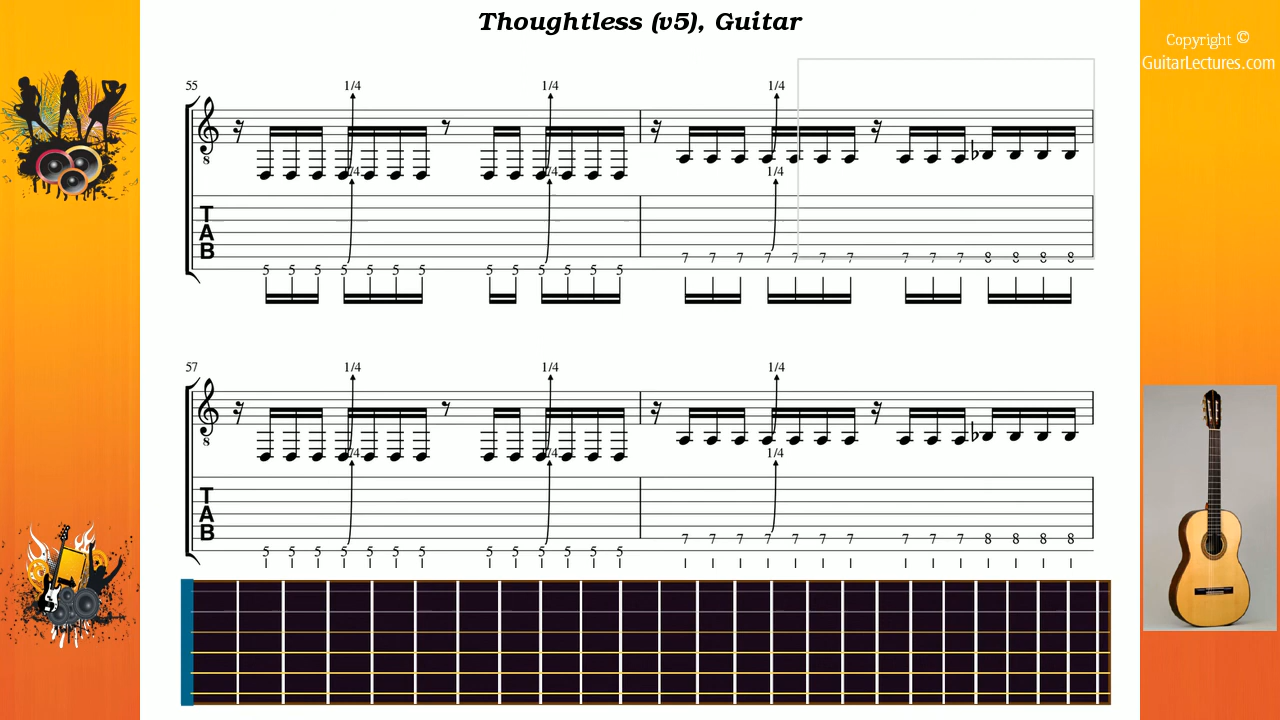 Thoughtless (v5), Guitar
Copyright ©
GuitarLectures.com
55
1/4 1/4 1/4
8
1/4 1/4 1/4
T
A
B
7 7 7 7 7 7 7 7 7 7 8 8 8 8
5 5 5 5 5 5 5 5 5 5 5 5 5
57
1/4 1/4 1/4
8
1/4 1/4 1/4
T
A
B
7 7 7 7 7 7 7 7 7 7 8 8 8 8
5 5 5 5 5 5 5 5 5 5 5 5 5